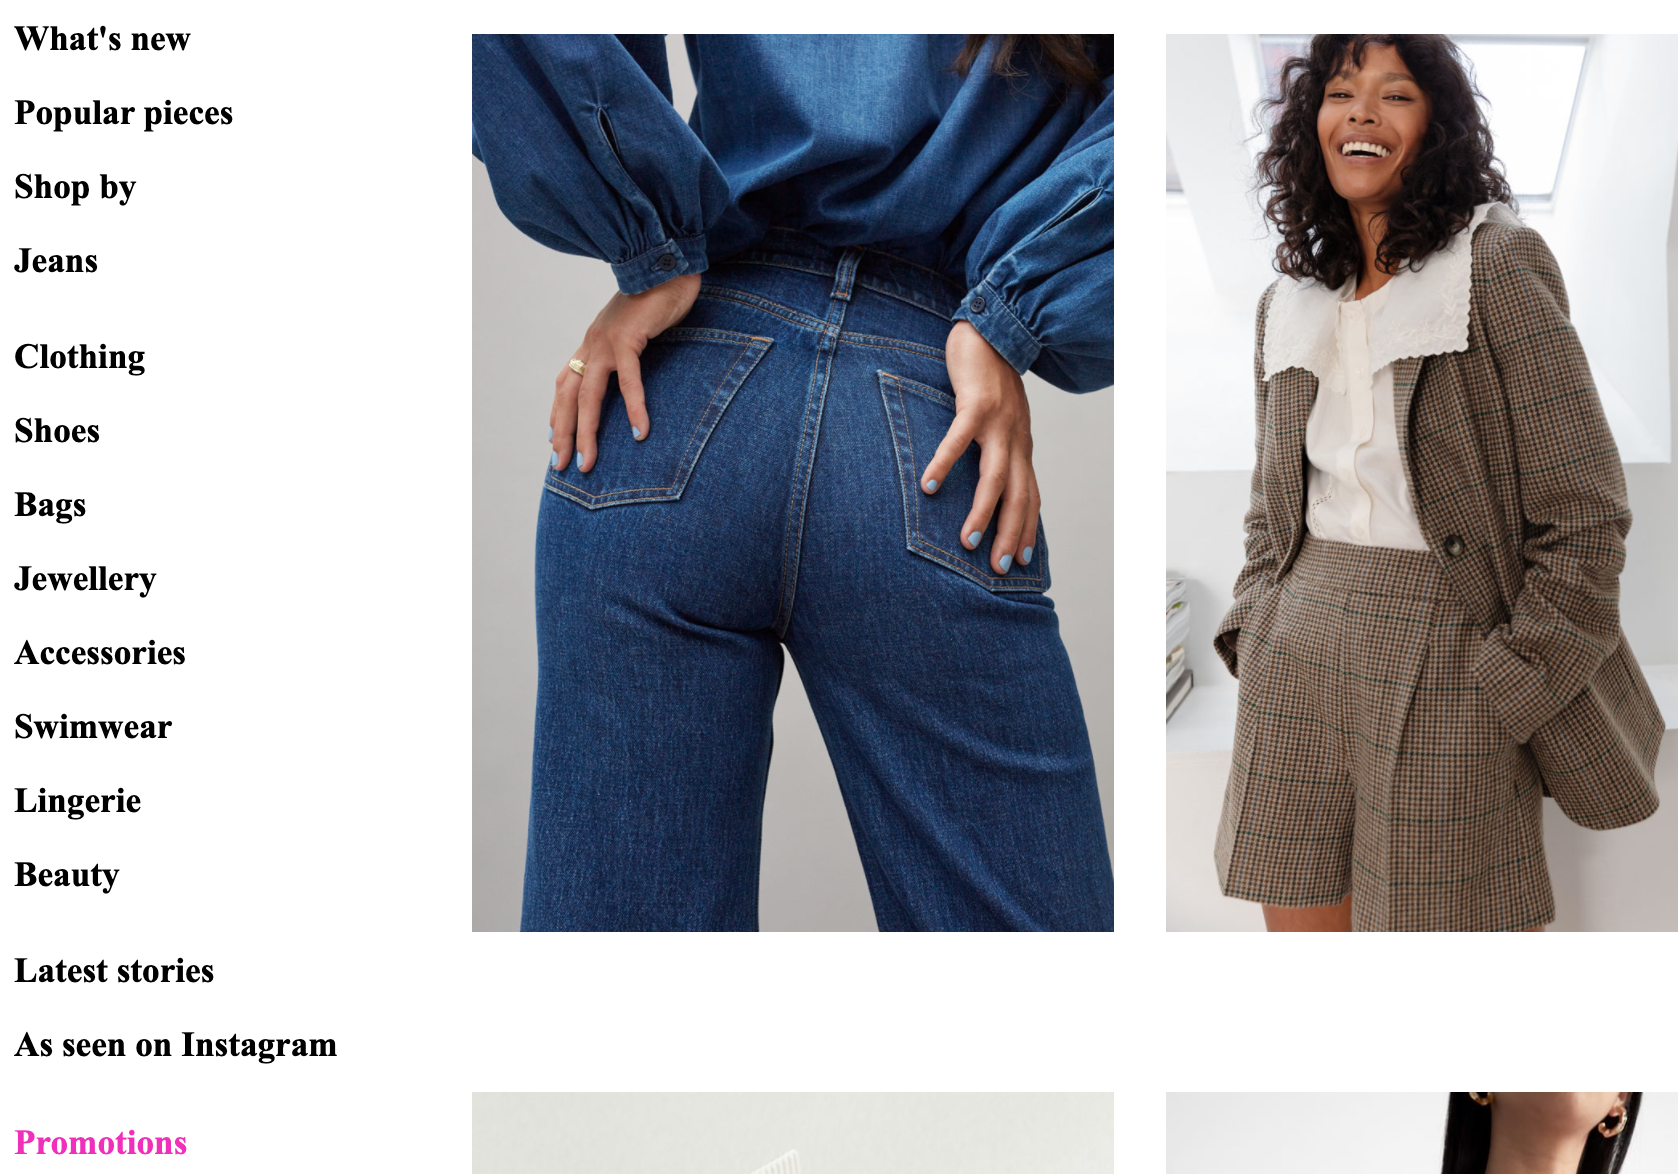 What's new
Popular pieces
Shop by
Jeans
Clothing
Shoes
Bags
Jewellery
Accessories
Swimwear
Lingerie
Beauty
Latest stories
As seen on Instagram
Promotions